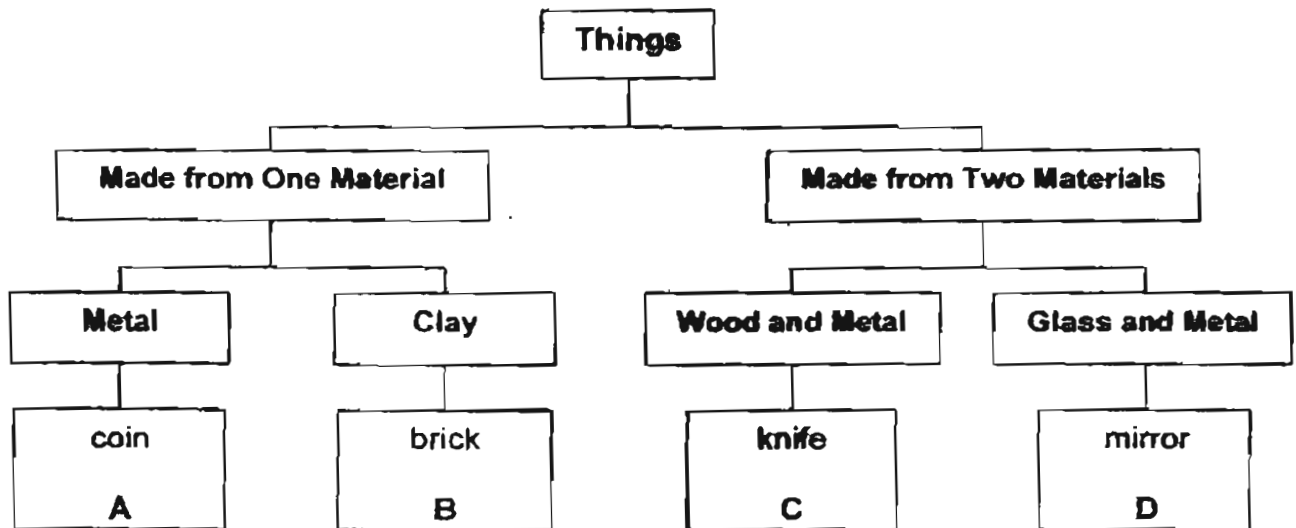 Things
Made from One Material
Made from Two Materials
Metal
Clay
Wood and Metal
Glass and Metal
coin
brick
knife
mirror
A
B
C
D